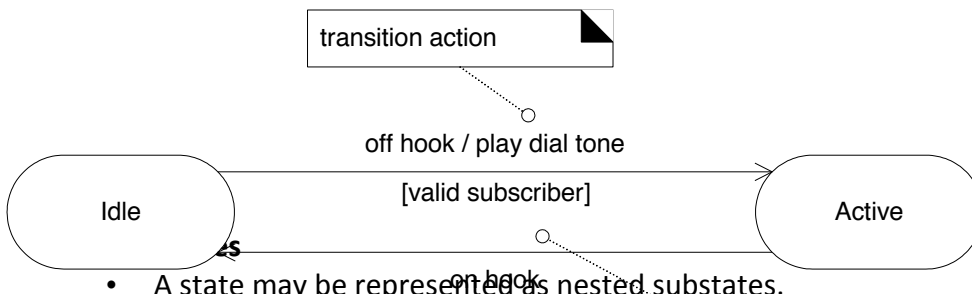 transition action
off hook / play dial tone
[valid subscriber]
Idle
Active
on hook
• A state may be represented as nested substates.